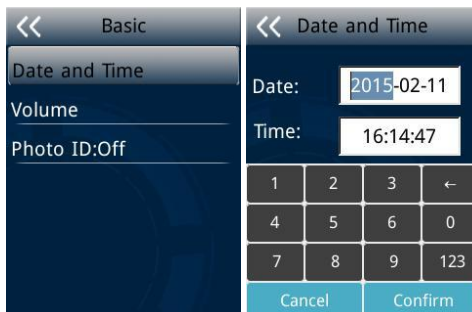 Basic
Date and Time
Volume
Photo ID:Off
Date and Time
Date: 2015-02-11
Time: 16:14:47
1 2 3 ←
4 5 6 0
7 8 9 123
Cancel Confirm